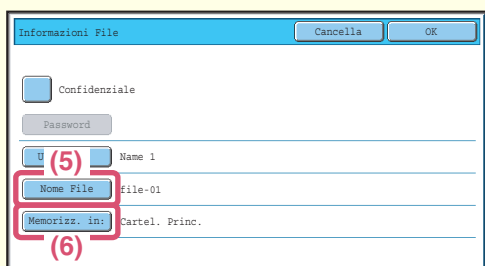 Informazioni File Cancella OK
Confidenziale
Password
U (5) Name 1
Nome File file-01
Memorizz. in: Cartel. Princ.
(6)